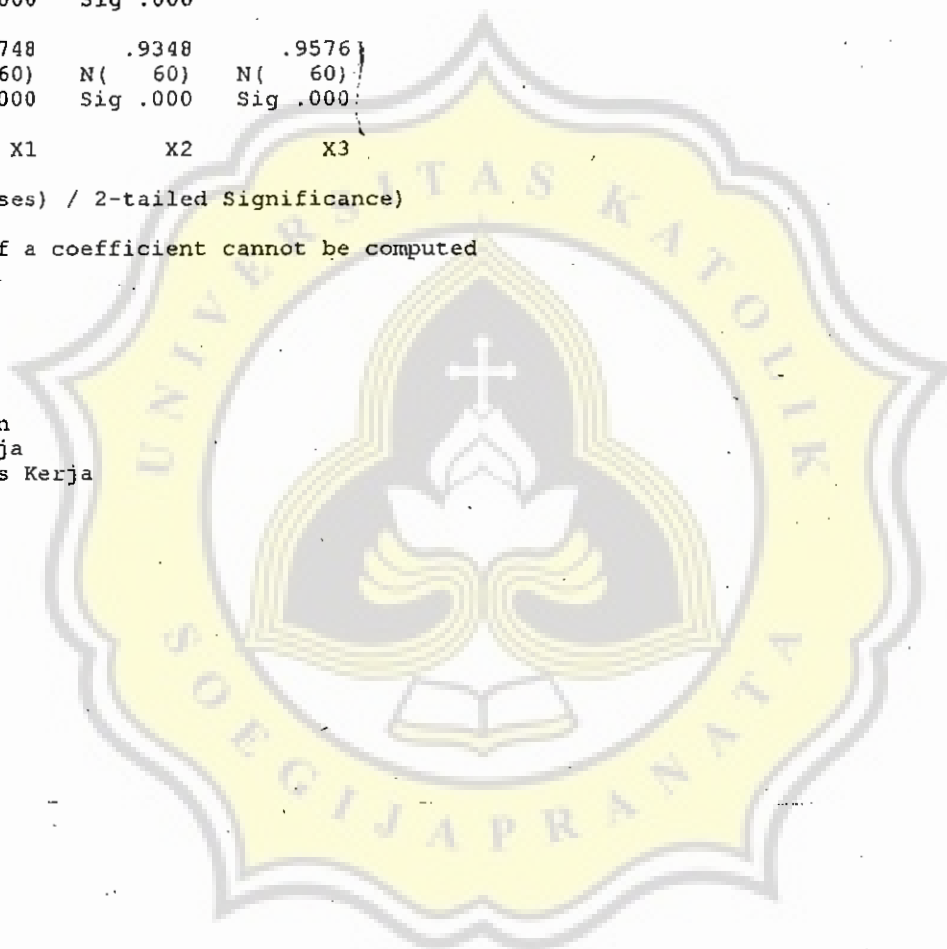 000   Sig .000
748   .9348   .9576
60)   N(   60)   N(   60)
000   Sig .000   Sig .000
X1   X2   X3
ses) / 2-tailed Significance)
f a coefficient cannot be computed
n
ja
s Kerja
UNIVERSITAS KATOLIK
SOEGIJAPRANATA